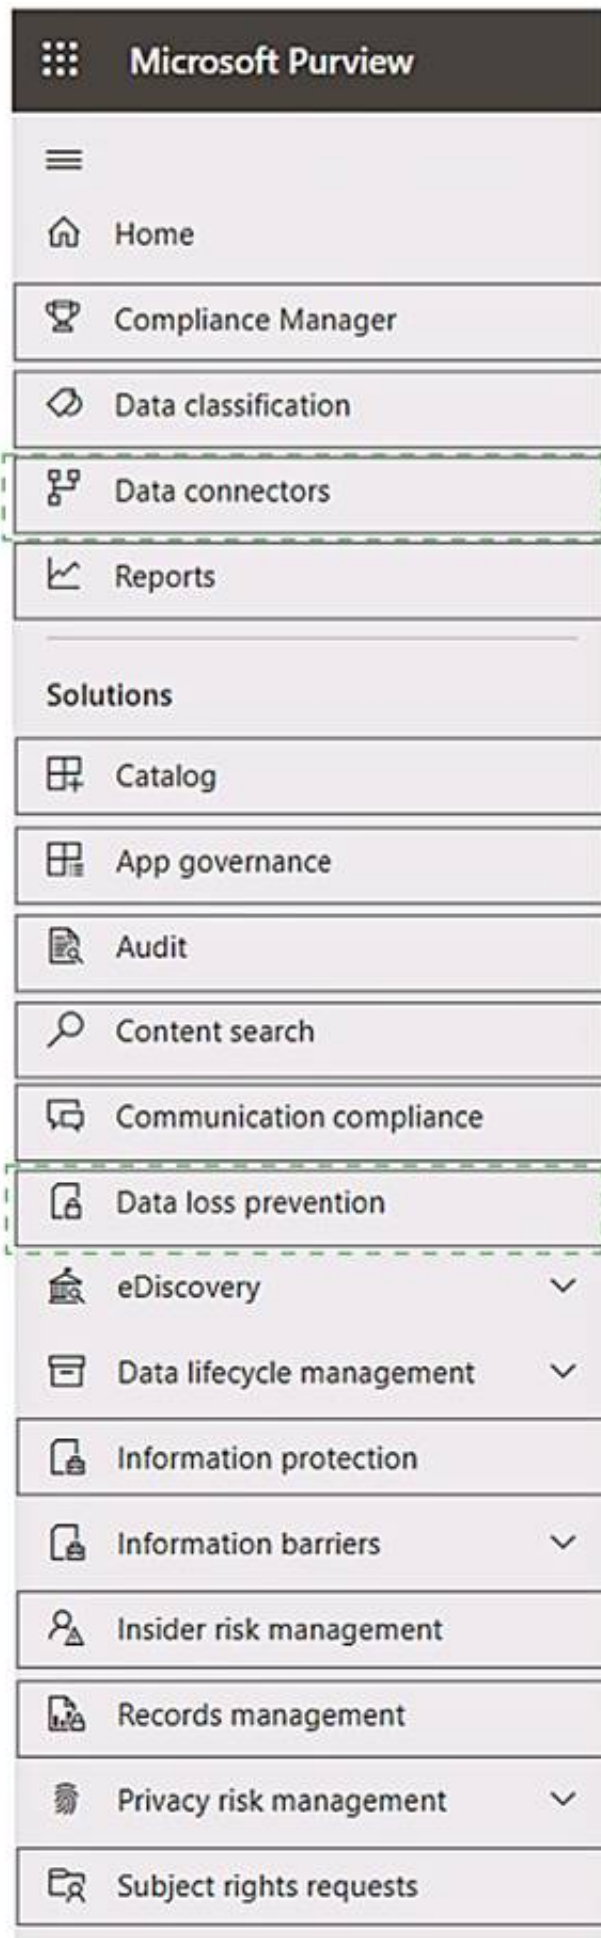 Microsoft Purview
Home
Compliance Manager
Data classification
Data connectors
Reports
Solutions
Catalog
App governance
Audit
Content search
Communication compliance
Data loss prevention
eDiscovery
Data lifecycle management
Information protection
Information barriers
Insider risk management
Records management
Privacy risk management
Subject rights requests